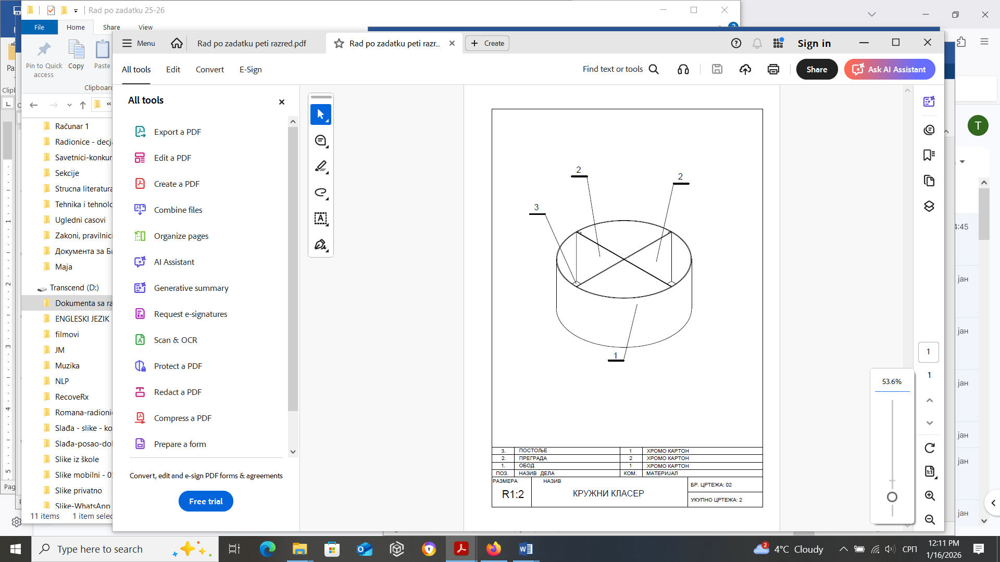 Rad po zadatku 25-26
File
Home
Share
View
Pin to Quick access
Copy
Paste
Clipboard
Menu
Rad po zadatku peti razred.pdf
Rad po zadatku peti razr...
Create
Sign in
All tools
Edit
Convert
E-Sign
Find text or tools
Share
Ask AI Assistant
All tools
Export a PDF
Edit a PDF
Create a PDF
Combine files
Organize pages
AI Assistant
Generative summary
Request e-signatures
Scan & OCR
Protect a PDF
Redact a PDF
Compress a PDF
Prepare a form
Convert, edit and e-sign PDF forms & agreements
Free trial
Računar 1
Radionice - decja
Savetnici-konkur
Sekcije
Strucna literatura
Tehnika i tehnolo
Ugledni casovi
Zakoni, pravilnici
Документа за Би
Maja
Transcend (D:)
Dokumenta sa ra
ENGLESKI JEZIK
filmovi
JM
Muzika
NLP
RecoveRx
Romana-radionic
Slađa - slike - ko
Slađa-posao-dol
Slike iz škole
Slike mobilni - 0
Slike privatno
Slike-WhatsApp
11 items
1 item selec
2
2
3
1
3. ПОСТОЉЕ 1 ХРОМО КАРТОН
2. ПРЕГРАДА 2 ХРОМО КАРТОН
1. ОБОД 1 ХРОМО КАРТОН
ПОЗ. НАЗИВ ДЕЛА КОМ. МАТЕРИЈАЛ
РАЗМЕРА
НАЗИВ
R1:2
КРУЖНИ КЛАСЕР
БР. ЦРТЕЖА: 02
УКУПНО ЦРТЕЖА: 2
53.6%
1
1
T
4:45
јан
јан
јан
јан
јан
јан
Type here to search
2
4°C Cloudy
СРП
12:11 PM
1/16/2026